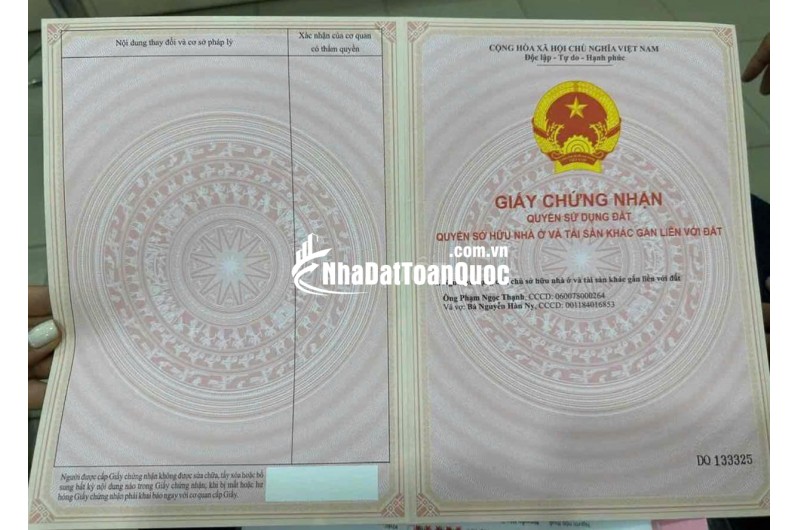 Nội dung thay đổi và cơ sở pháp lý
Xác nhận của cơ quan
có thẩm quyền
Người được cấp Giấy chứng nhận không được sửa chữa, tẩy xóa hoặc bổ
sung bất kỳ nội dung nào trong Giấy chứng nhận; khi bị mất hoặc hư
hỏng Giấy chứng nhận phải khai báo ngay với cơ quan cấp Giấy.
CỘNG HÒA XÃ HỘI CHỦ NGHĨA VIỆT NAM
Độc lập - Tự do - Hạnh phúc
GIẤY CHỨNG NHẬN
QUYỀN SỬ DỤNG ĐẤT
QUYỀN SỞ HỮU NHÀ Ở VÀ TÀI SẢN KHÁC GẮN LIỀN VỚI ĐẤT
.com.vn
NhaDatToanQuoc
chủ sở hữu nhà ở và tài sản khác gắn liền với đất
Ông Phạm Ngọc Thạnh, CCCD: 060078000264
Và vợ: Bà Nguyễn Hàn Ny, CCCD: 001184016853
DO 133325